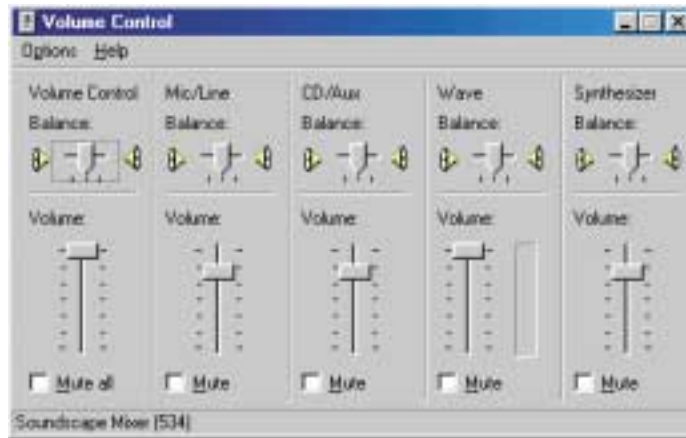 Volume Control
Options Help
Volume Control Mic/Line CD/Aux Wave Synthesizer
Balance: Balance: Balance: Balance: Balance:
Volume: Volume: Volume: Volume: Volume:
Mute all Mute Mute Mute Mute
Soundscape Mixer (534)